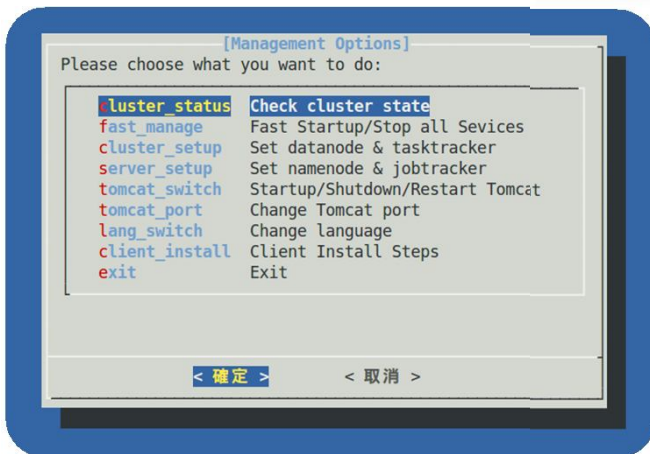 [Management Options]
Please choose what you want to do:
cluster_status Check cluster state
fast_manage Fast Startup/Stop all Sevices
cluster_setup Set datanode & tasktracker
server_setup Set namenode & jobtracker
tomcat_switch Startup/Shutdown/Restart Tomcat
tomcat_port Change Tomcat port
lang_switch Change language
client_install Client Install Steps
exit Exit
< 確定 > < 取消 >